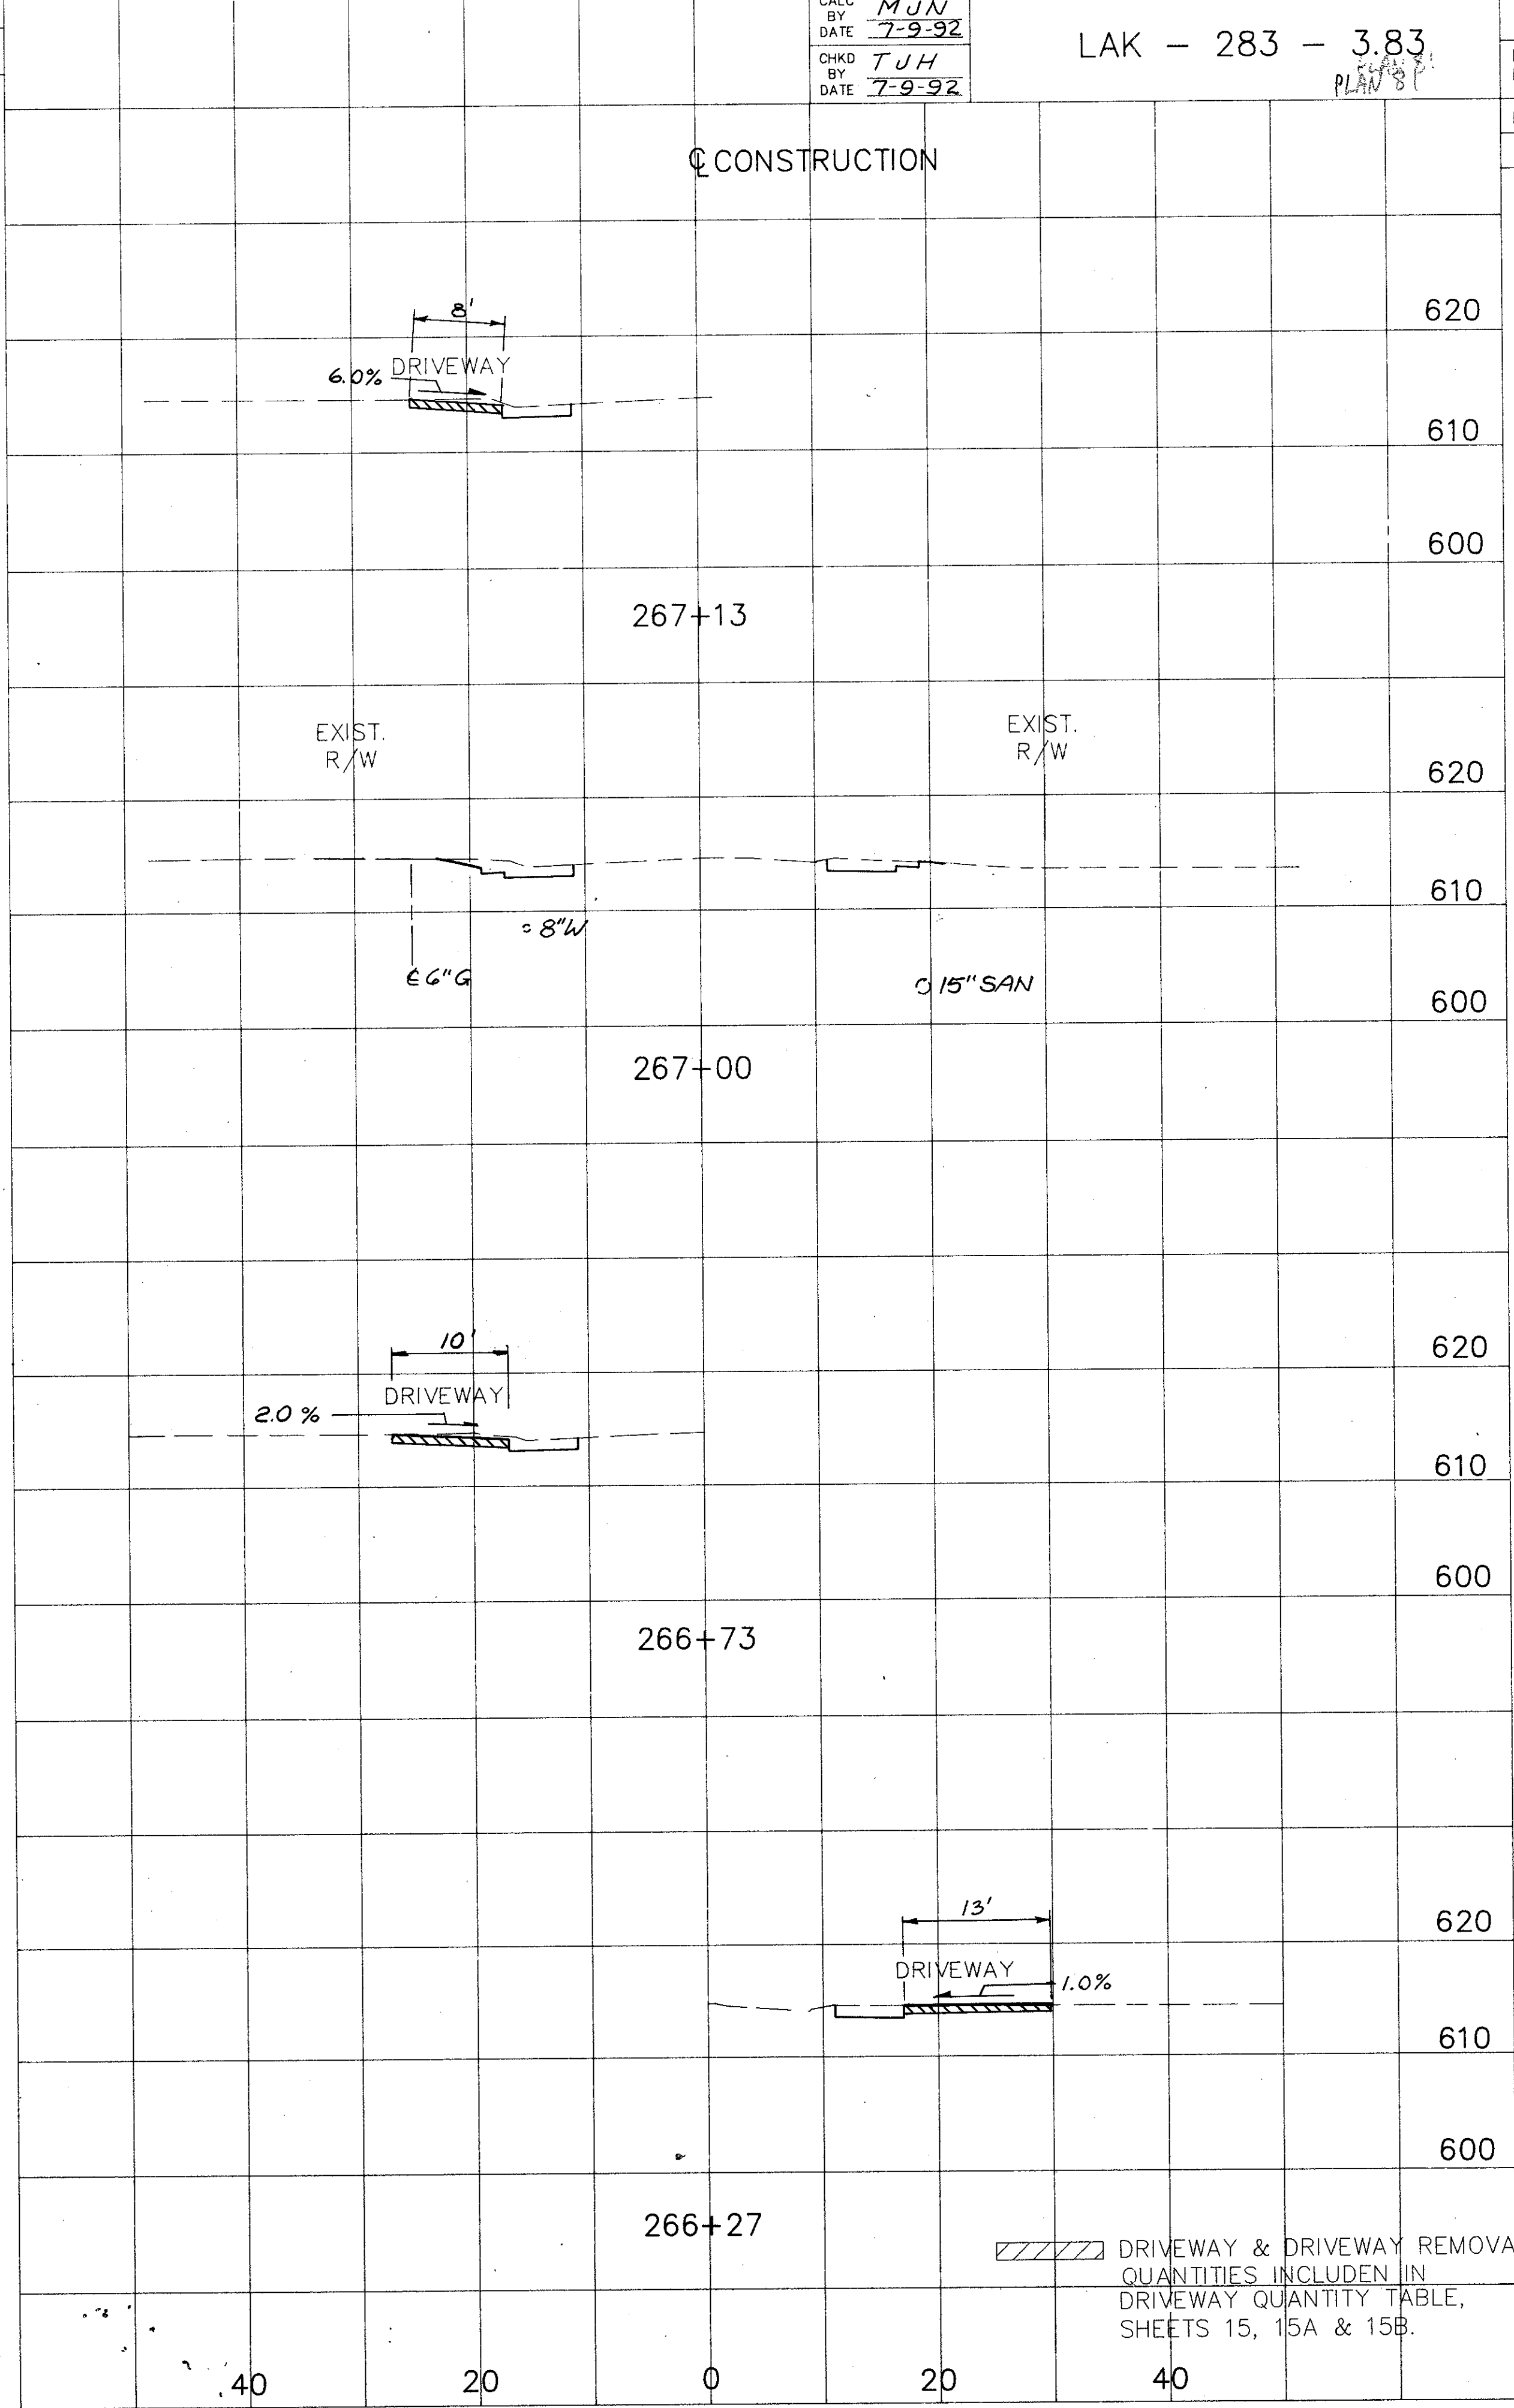 CALC
BY MJN
DATE 7-9-92
CHKD TJH
BY
DATE 7-9-92
LAK - 283 - 3.83
PLAN 81
℄ CONSTRUCTION
8'
DRIVEWAY
6.0%
620
610
600
267+13
EXIST.
R/W
EXIST.
R/W
620
610
600
8"W
℄ 6"G
15" SAN
267+00
10'
DRIVEWAY
2.0 %
620
610
600
266+73
13'
DRIVEWAY
1.0%
620
610
600
266+27
DRIVEWAY & DRIVEWAY REMOVA
QUANTITIES INCLUDEN IN
DRIVEWAY QUANTITY TABLE,
SHEETS 15, 15A & 15B.
40 20 0 20 40